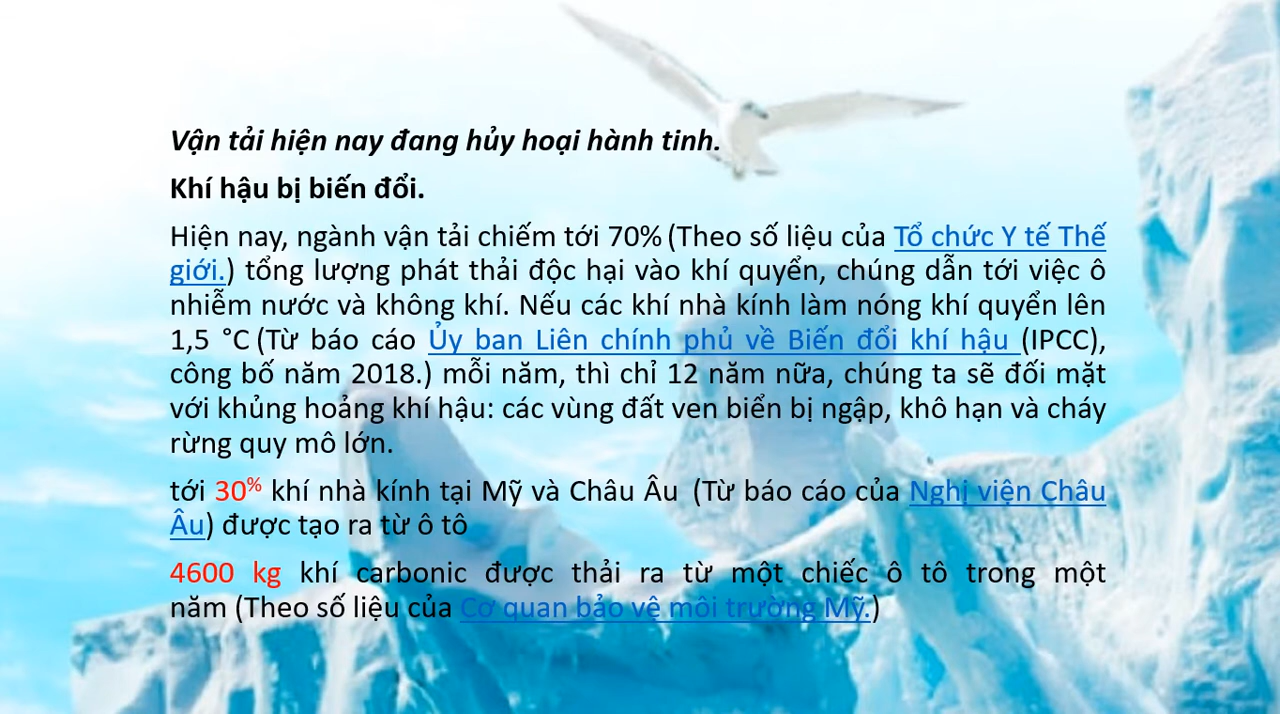 Vận tải hiện nay đang hủy hoại hành tinh.
Khí hậu bị biến đổi.
Hiện nay, ngành vận tải chiếm tới 70% (Theo số liệu của Tổ chức Y tế Thế
giới.) tổng lượng phát thải độc hại vào khí quyển, chúng dẫn tới việc ô
nhiễm nước và không khí. Nếu các khí nhà kính làm nóng khí quyển lên
1,5 °C (Từ báo cáo Ủy ban Liên chính phủ về Biến đổi khí hậu (IPCC),
công bố năm 2018.) mỗi năm, thì chỉ 12 năm nữa, chúng ta sẽ đối mặt
với khủng hoảng khí hậu: các vùng đất ven biển bị ngập, khô hạn và cháy
rừng quy mô lớn.
tới 30% khí nhà kính tại Mỹ và Châu Âu (Từ báo cáo của Nghị viện Châu
Âu) được tạo ra từ ô tô
4600 kg khí carbonic được thải ra từ một chiếc ô tô trong một
năm (Theo số liệu của Cơ quan bảo vệ môi trường Mỹ.)